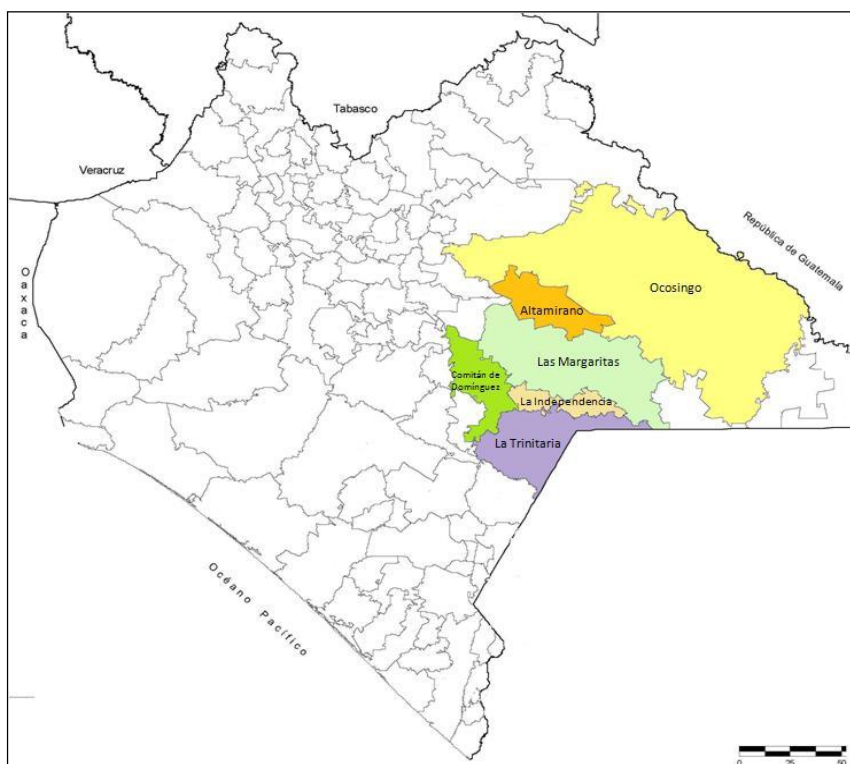 Tabasco
Veracruz
República de Guatemala
Oaxaca
Ocosingo
Altamirano
Las Margaritas
Comitán de
Domínguez
La Independencia
La Trinitaria
Océano Pacífico
0 25 50